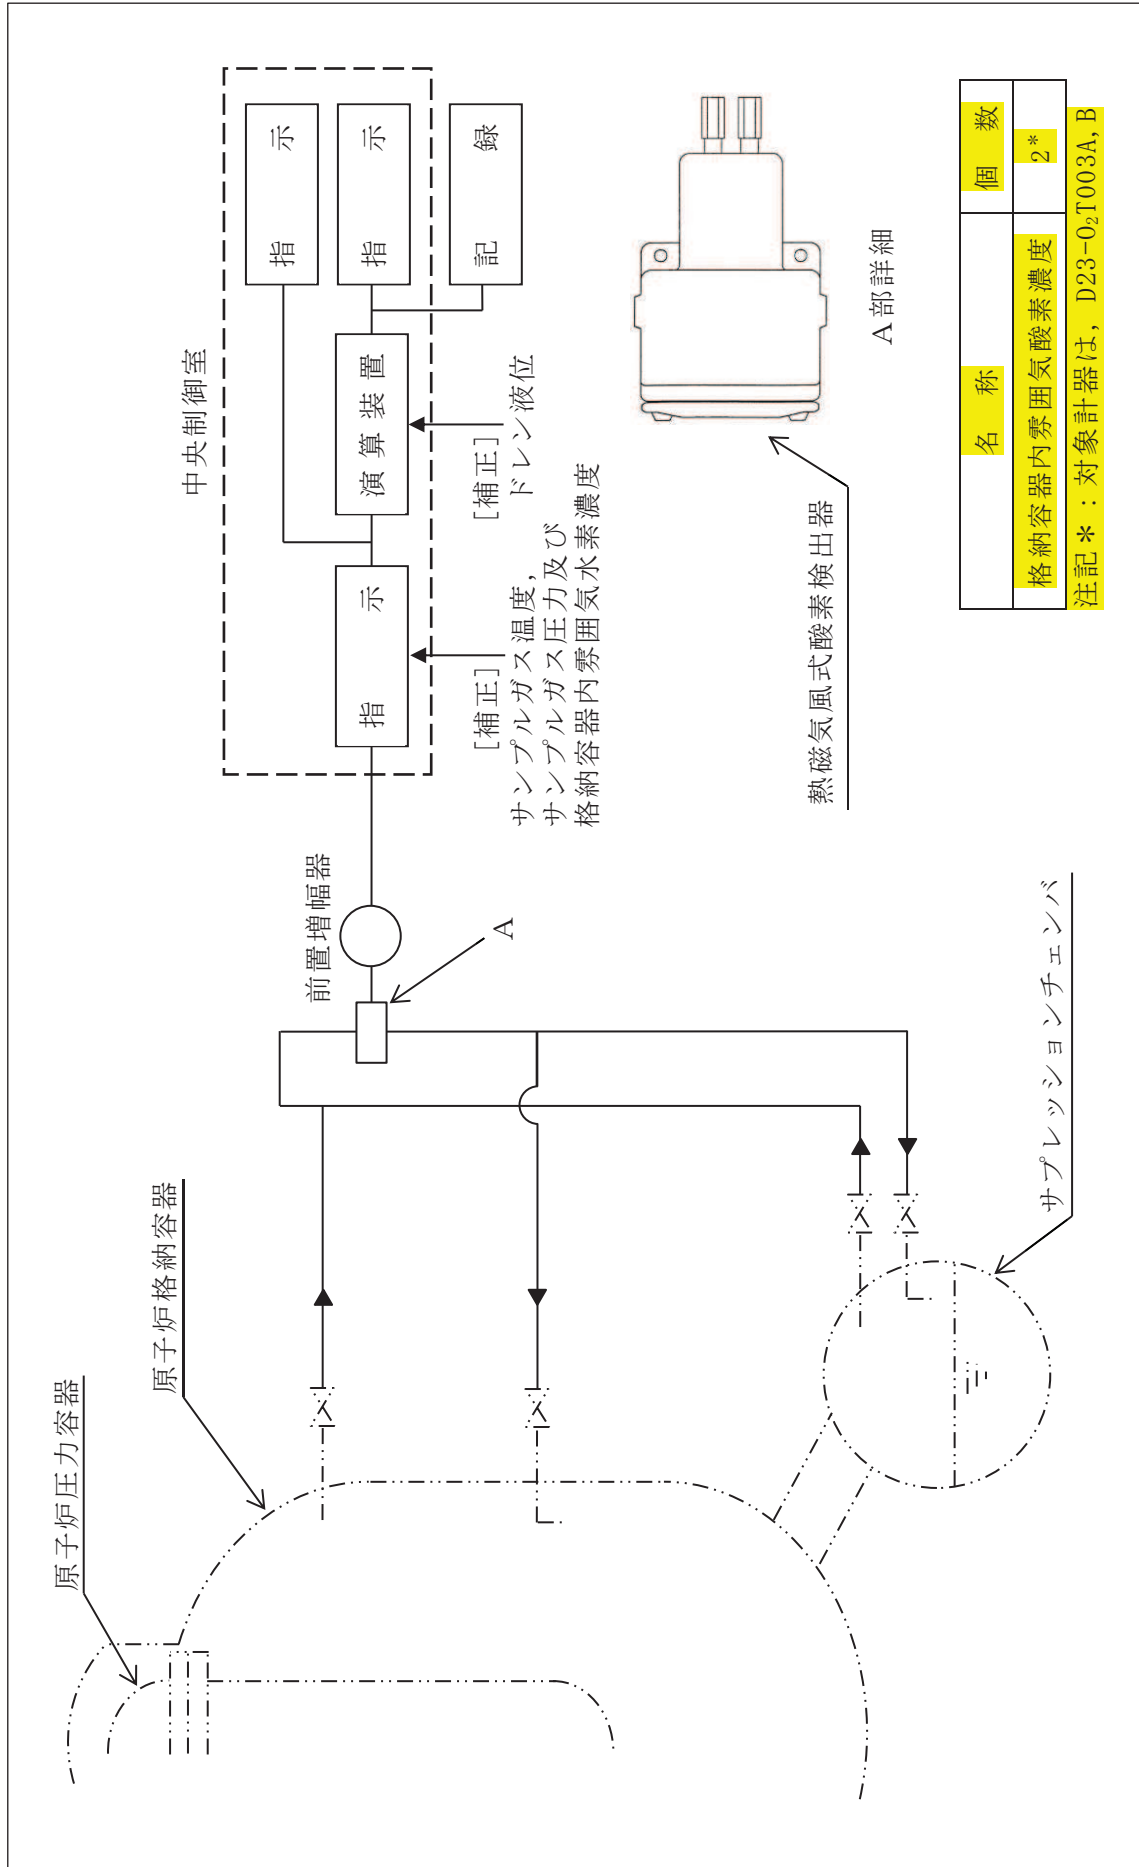 中央制御室
指示
指示
記録
演算装置
指示
[補正]
ドレン液位
[補正]
サンプルガス温度,
サンプルガス圧力及び
格納容器内雰囲気水素濃度
前置増幅器
A
原子炉圧力容器
原子炉格納容器
サプレッションチェンバ
熱磁気風式酸素検出器
A部詳細
名称 個数
格納容器内雰囲気酸素濃度 2*
注記*:対象計器は, D23-O₂T003A, B